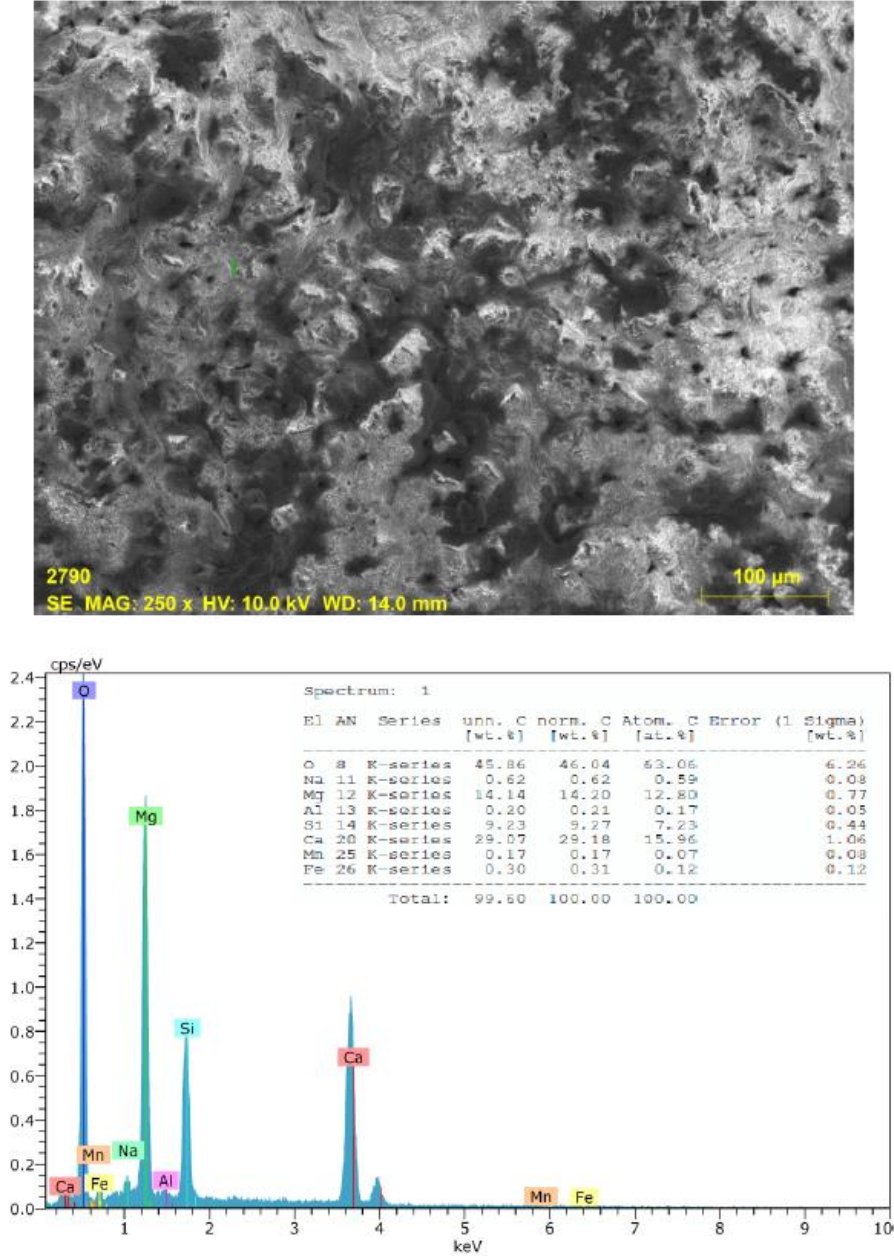 2790
SE MAG: 250 x HV: 10.0 kV WD: 14.0 mm
100 µm
cps/eV
Spectrum: 1
El AN Series unn. C norm. C Atom. C Error (1 Sigma)
[wt.%] [wt.%] [at.%] [wt.%]
O 8 K-series 45.86 46.04 63.06 6.26
Na 11 K-series 0.62 0.62 0.59 0.08
Mg 12 K-series 14.14 14.20 12.80 0.77
Al 13 K-series 0.20 0.21 0.17 0.05
Si 14 K-series 9.23 9.27 7.23 0.44
Ca 20 K-series 29.07 29.18 15.96 1.06
Mn 25 K-series 0.17 0.17 0.07 0.08
Fe 26 K-series 0.30 0.31 0.12 0.12
Total: 99.60 100.00 100.00
2.4
2.2
2.0
1.8
1.6
1.4
1.2
1.0
0.8
0.6
0.4
0.2
0.0
O
Mg
Si
Ca
Mn
Na
Ca
Fe
Al
Mn
Fe
1 2 3 4 5 6 7 8 9 10
keV